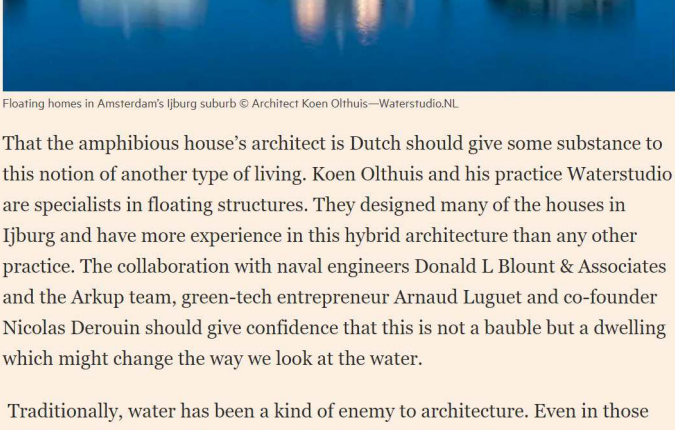 Floating homes in Amsterdam's Ijburg suburb © Architect Koen Olthuis—Waterstudio.NL
That the amphibious house's architect is Dutch should give some substance to
this notion of another type of living. Koen Olthuis and his practice Waterstudio
are specialists in floating structures. They designed many of the houses in
Ijburg and have more experience in this hybrid architecture than any other
practice. The collaboration with naval engineers Donald L Blount & Associates
and the Arkup team, green-tech entrepreneur Arnaud Luguet and co-founder
Nicolas Derouin should give confidence that this is not a bauble but a dwelling
which might change the way we look at the water.
Traditionally, water has been a kind of enemy to architecture. Even in those